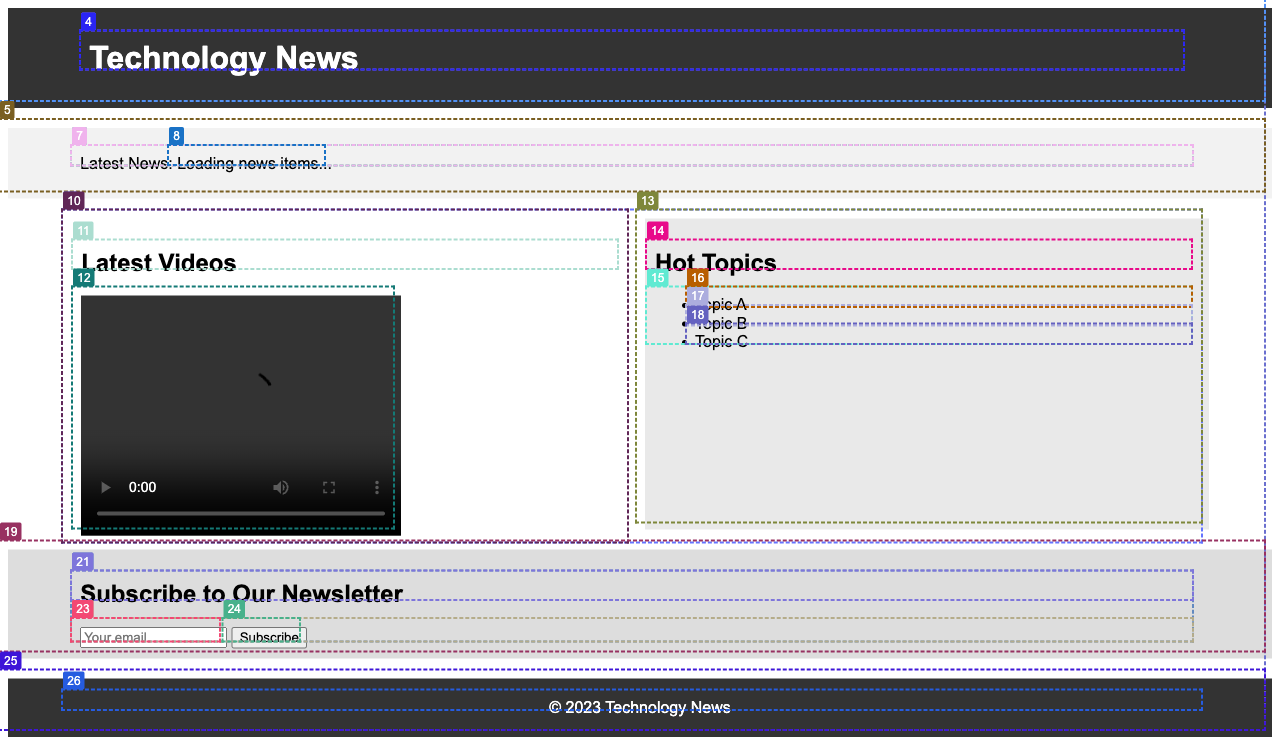 4
Technology News
5
7
8
Latest News: Loading news items...
10
13
11
14
Latest Videos
Hot Topics
12
15
16
17
Topic A
18
Topic B
Topic C
0:00
19
21
Subscribe to Our Newsletter
23
24
Your email
Subscribe
25
26
© 2023 Technology News